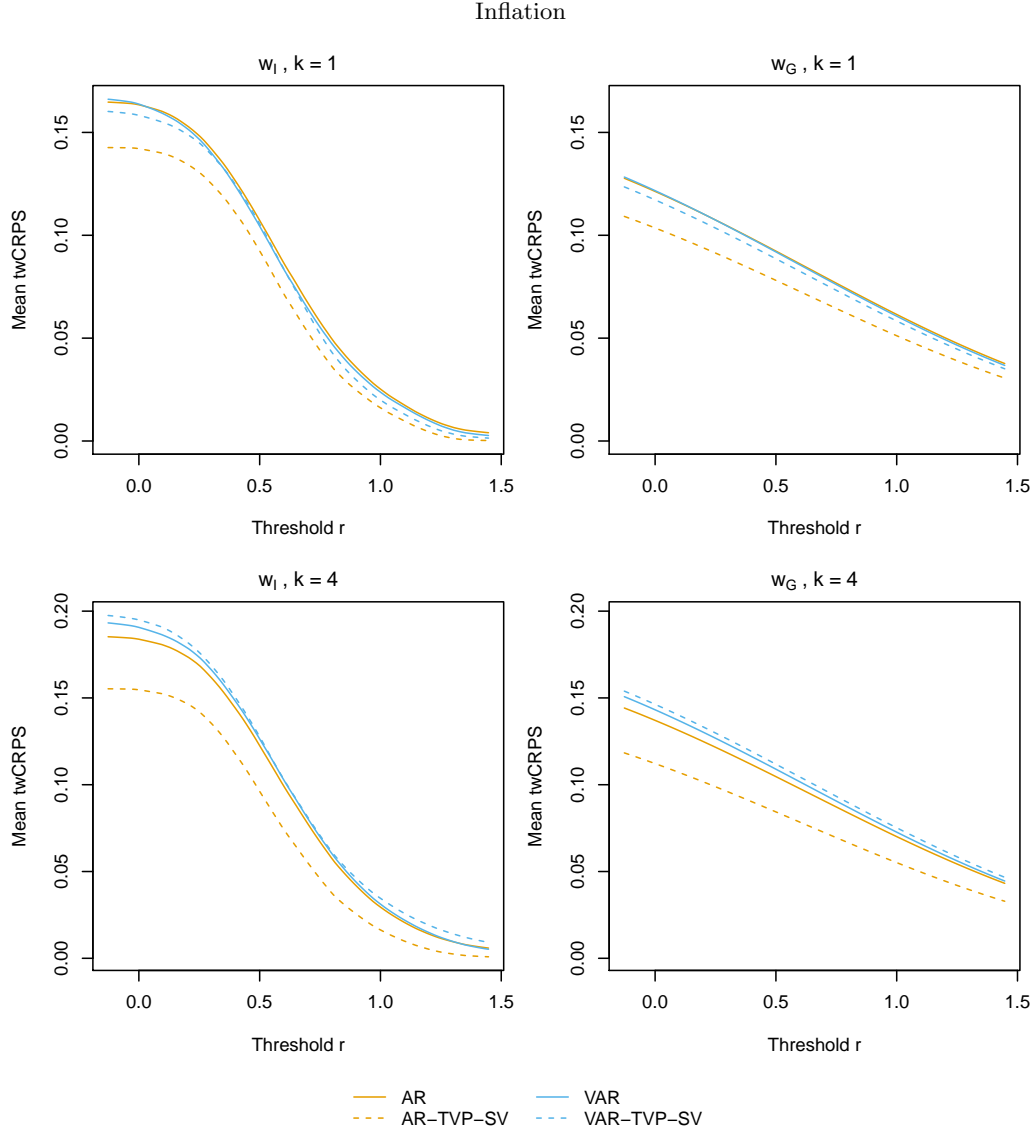 Inflation
w_I , k = 1
Mean twCRPS
0.00 0.05 0.10 0.15
0.0 0.5 1.0 1.5
Threshold r
w_G , k = 1
Mean twCRPS
0.00 0.05 0.10 0.15
0.0 0.5 1.0 1.5
Threshold r
w_I , k = 4
Mean twCRPS
0.00 0.05 0.10 0.15 0.20
0.0 0.5 1.0 1.5
Threshold r
w_G , k = 4
Mean twCRPS
0.00 0.05 0.10 0.15 0.20
0.0 0.5 1.0 1.5
Threshold r
AR VAR
AR−TVP−SV VAR−TVP−SV